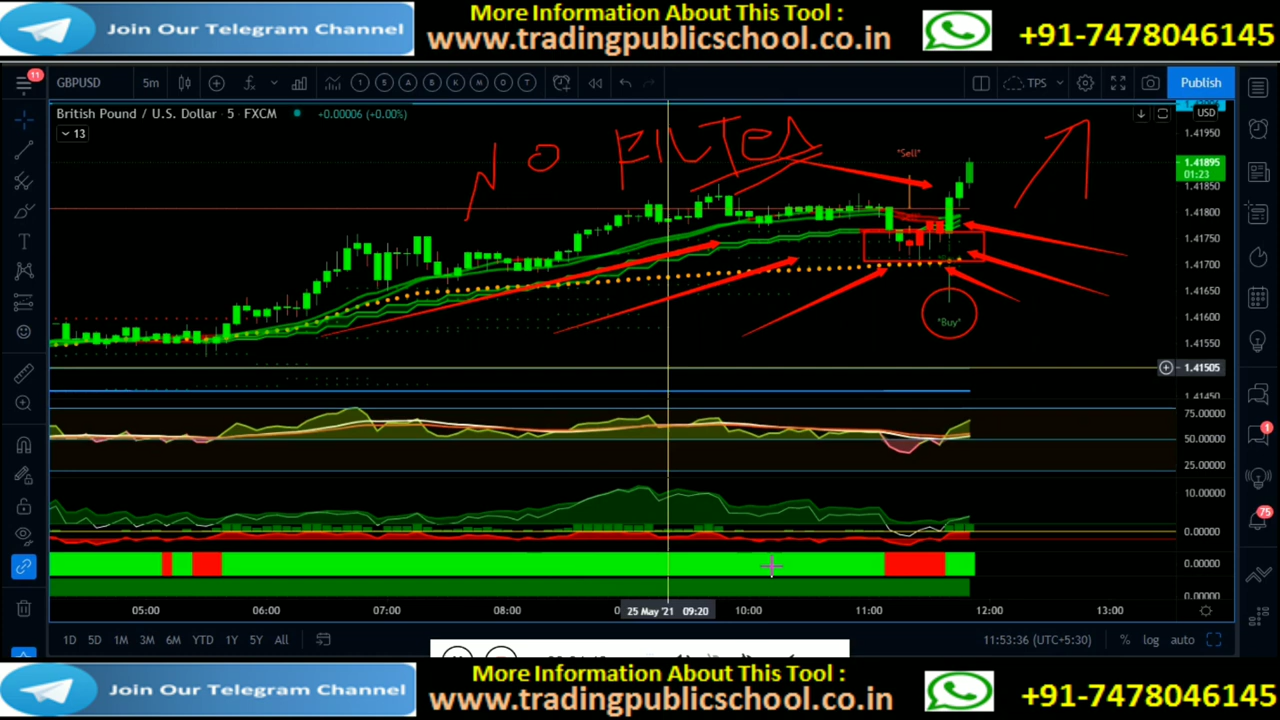 More Information About This Tool :
Join Our Telegram Channel
www.tradingpublicschool.co.in
+91-7478046145
11
GBPUSD
5m
TPS
Publish
British Pound / U.S. Dollar · 5 · FXCM
+0.00006 (+0.00%)
13
USD
NO FILTER
"Sell"
"Buy"
1.41950
1.41895
01:23
1.41850
1.41800
1.41750
1.41700
1.41650
1.41600
1.41550
1.41505
1.41450
75.00000
50.00000
25.00000
10.00000
0.00000
0.00000
0.00000
1
75
05:00
06:00
07:00
08:00
25 May '21 09:20
10:00
11:00
12:00
13:00
1D 5D 1M 3M 6M YTD 1Y 5Y All
11:53:36 (UTC+5:30)
% log auto
More Information About This Tool :
Join Our Telegram Channel
www.tradingpublicschool.co.in
+91-7478046145